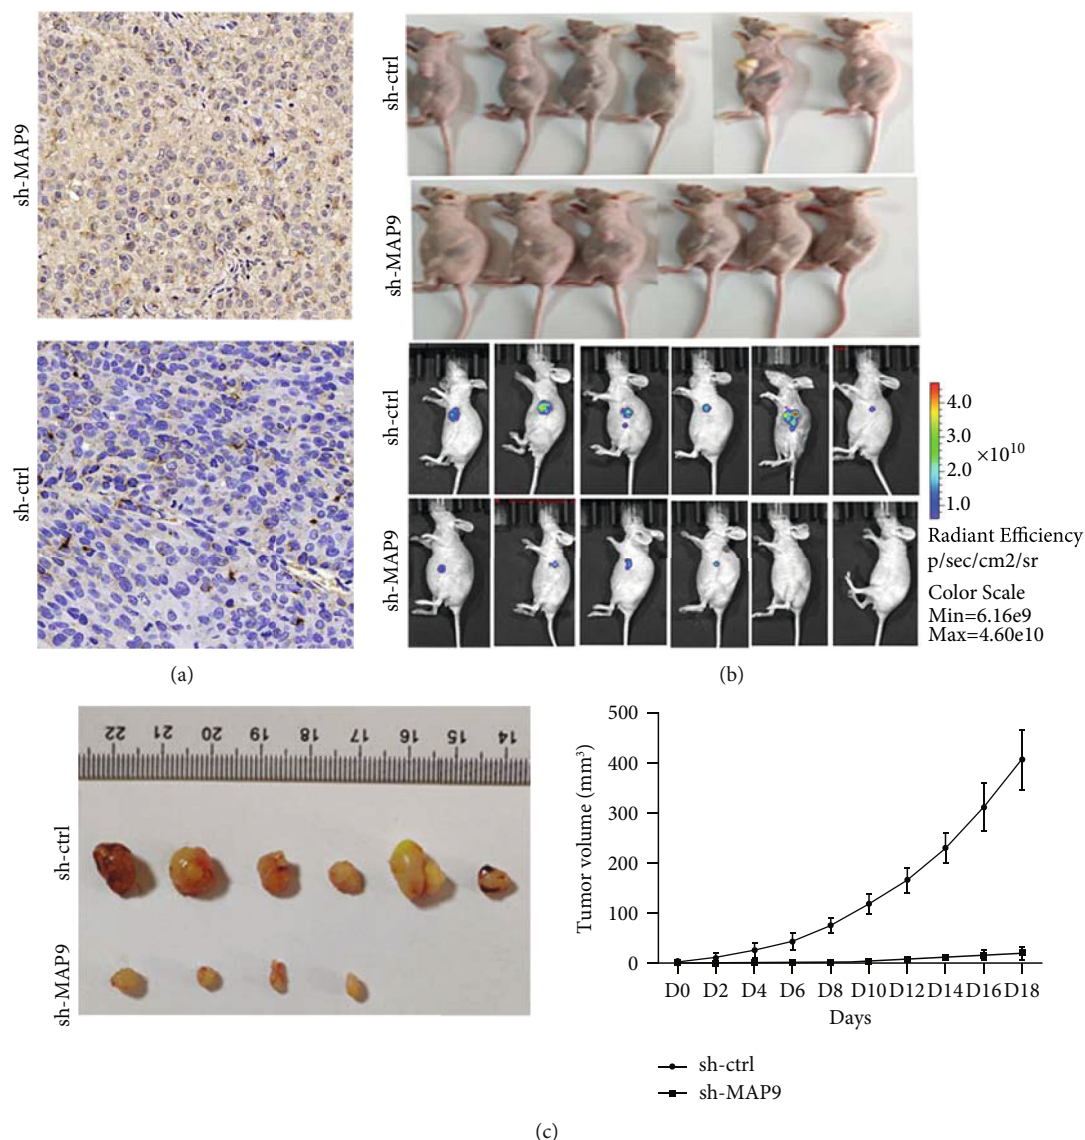 sh-MAP9
sh-ctrl
(a)
sh-ctrl
sh-MAP9
sh-ctrl
sh-MAP9
4.0
3.0
2.0
1.0
×10¹⁰
Radiant Efficiency
p/sec/cm2/sr
Color Scale
Min=6.16e9
Max=4.60e10
(b)
22 21 20 19 18 17 16 15 14
sh-ctrl
sh-MAP9
Tumor volume (mm³)
500
400
300
200
100
0
D0 D2 D4 D6 D8 D10 D12 D14 D16 D18
Days
sh-ctrl
sh-MAP9
(c)